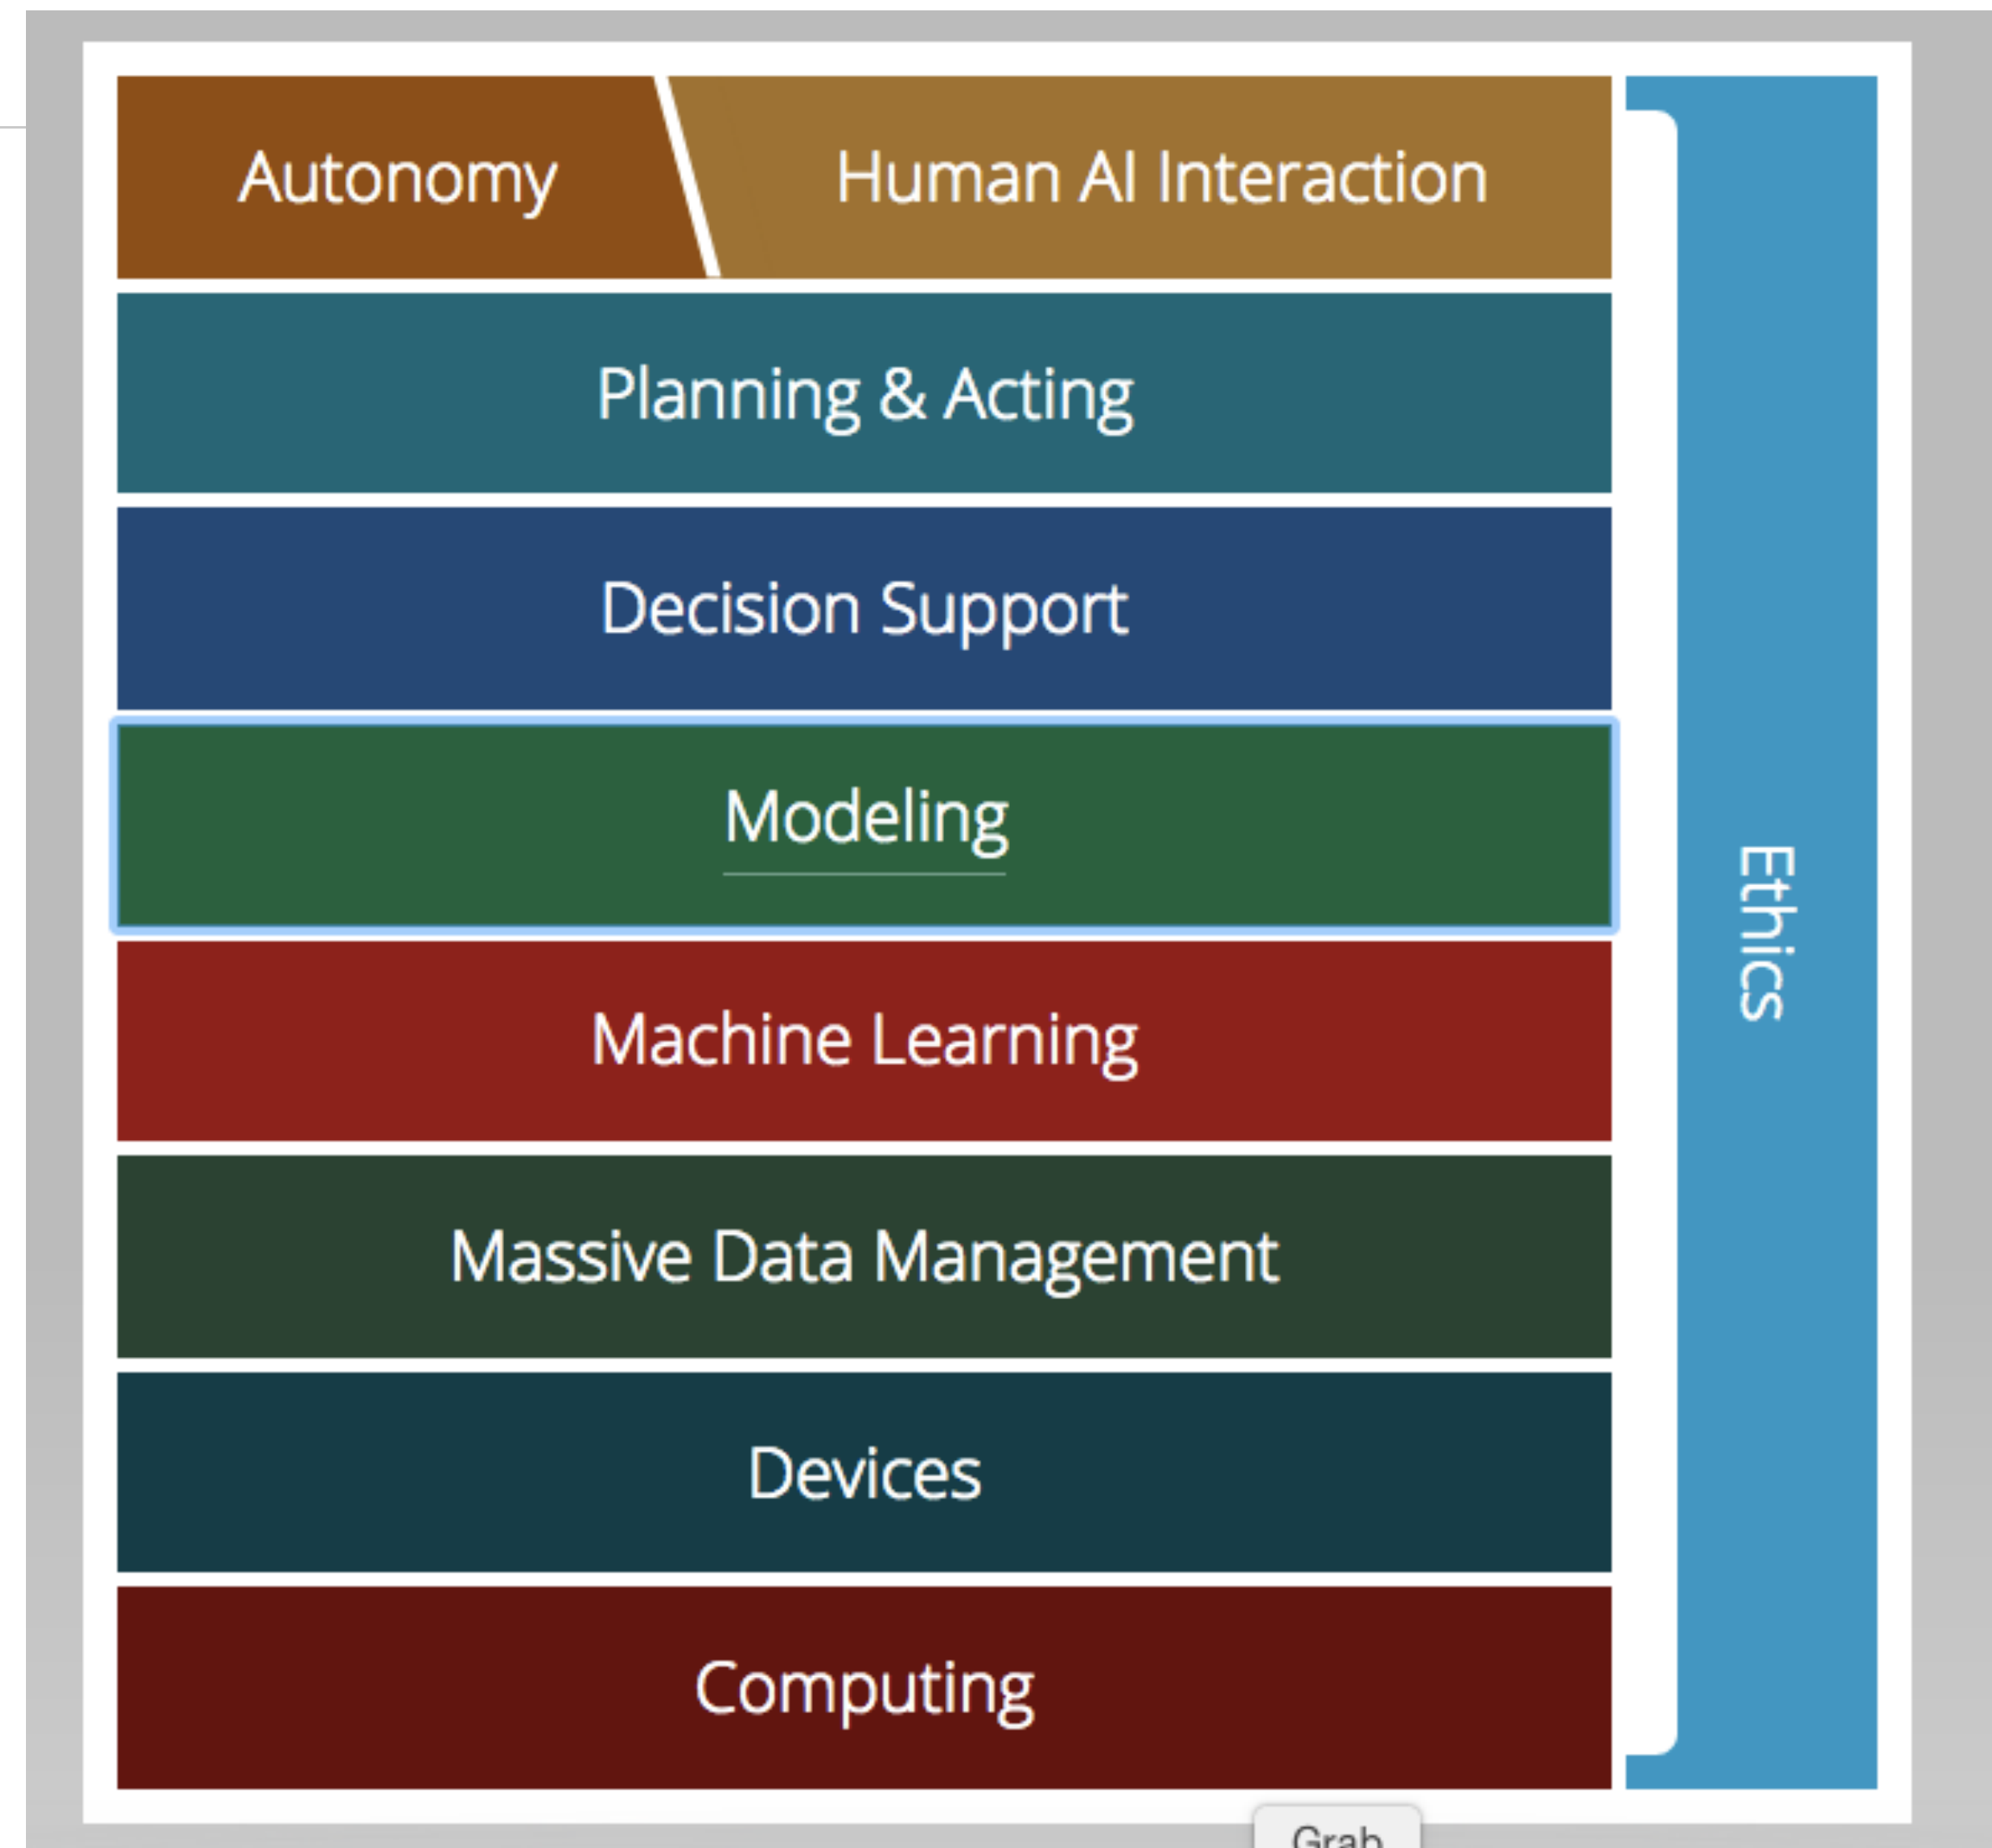 Autonomy
Human AI Interaction
Planning & Acting
Decision Support
Modeling
Machine Learning
Massive Data Management
Devices
Computing
Ethics
Grab